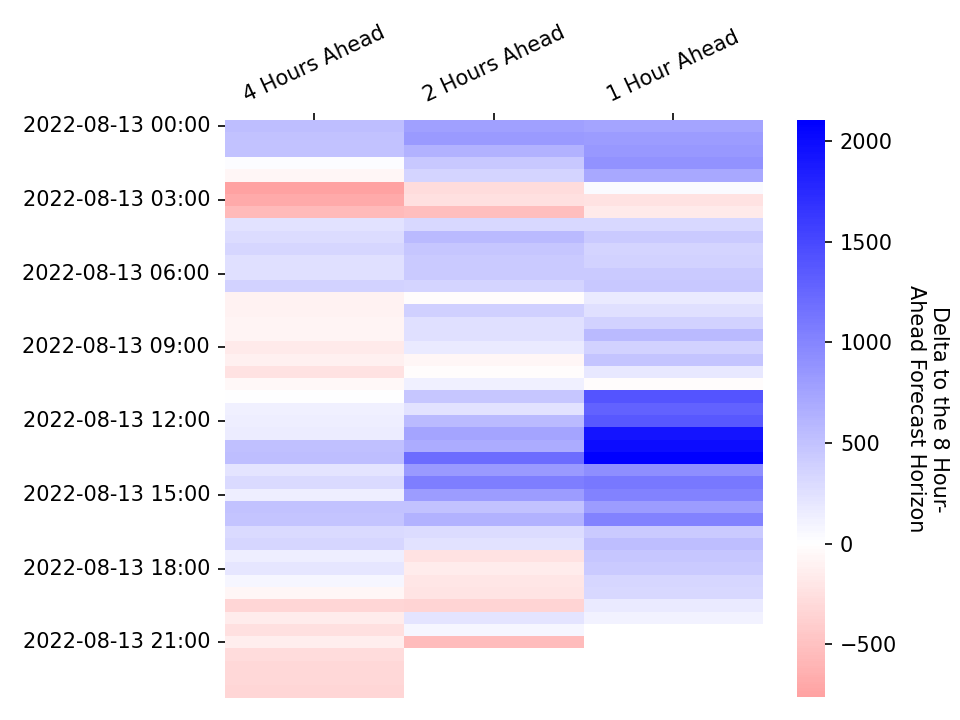 4 Hours Ahead
2 Hours Ahead
1 Hour Ahead
2022-08-13 00:00
2022-08-13 03:00
2022-08-13 06:00
2022-08-13 09:00
2022-08-13 12:00
2022-08-13 15:00
2022-08-13 18:00
2022-08-13 21:00
2000
1500
1000
500
0
−500
Delta to the 8 Hour-
Ahead Forecast Horizon